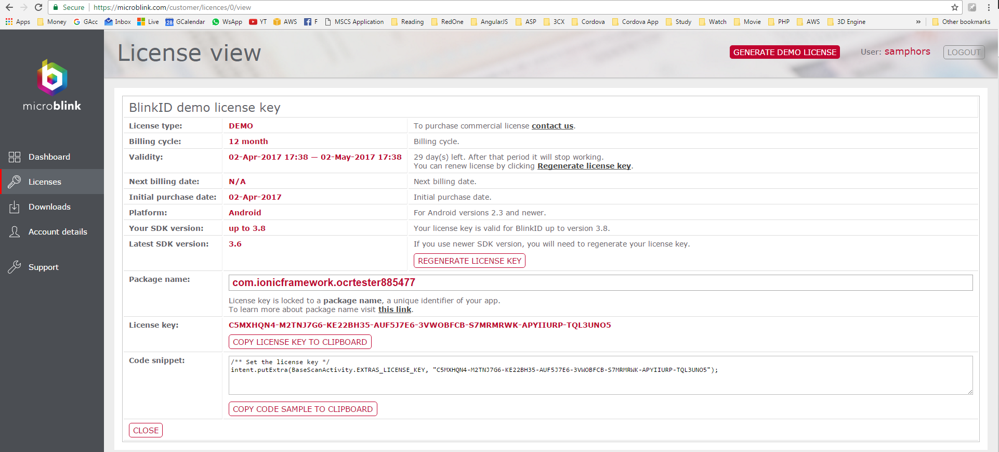 Secure https://microblink.com/customer/licences/0/view
Apps Money GAcc Inbox Live 28 GCalendar WsApp YT AWS F MSCS Application Reading RedOne AngularJS ASP 3CX Cordova Cordova App Study Watch Movie PHP AWS 3D Engine » Other bookmarks
License view
GENERATE DEMO LICENSE
User: samphors
LOGOUT
microblink
Dashboard
Licenses
Downloads
Account details
Support
BlinkID demo license key
License type: DEMO To purchase commercial license contact us.
Billing cycle: 12 month Billing cycle.
Validity: 02-Apr-2017 17:38 — 02-May-2017 17:38 29 day(s) left. After that period it will stop working.
You can renew license by clicking Regenerate license key.
Next billing date: N/A Next billing date.
Initial purchase date: 02-Apr-2017 Initial purchase date.
Platform: Android For Android versions 2.3 and newer.
Your SDK version: up to 3.8 Your license key is valid for BlinkID up to version 3.8.
Latest SDK version: 3.6 If you use newer SDK version, you will need to regenerate your license key.
REGENERATE LICENSE KEY
Package name: com.ionicframework.ocrtester885477
License key is locked to a package name, a unique identifier of your app.
To learn more about package name visit this link.
License key: C5MXHQN4-M2TNJ7G6-KE22BH35-AUF5J7E6-3VWOBFCB-S7MRMRWK-APYIIURP-TQL3UNO5
COPY LICENSE KEY TO CLIPBOARD
Code snippet: /** Set the license key */
intent.putExtra(BaseScanActivity.EXTRAS_LICENSE_KEY, "C5MXHQN4-M2TNJ7G6-KE22BH35-AUF5J7E6-3VWOBFCB-S7MRMRWK-APYIIURP-TQL3UNO5");
COPY CODE SAMPLE TO CLIPBOARD
CLOSE